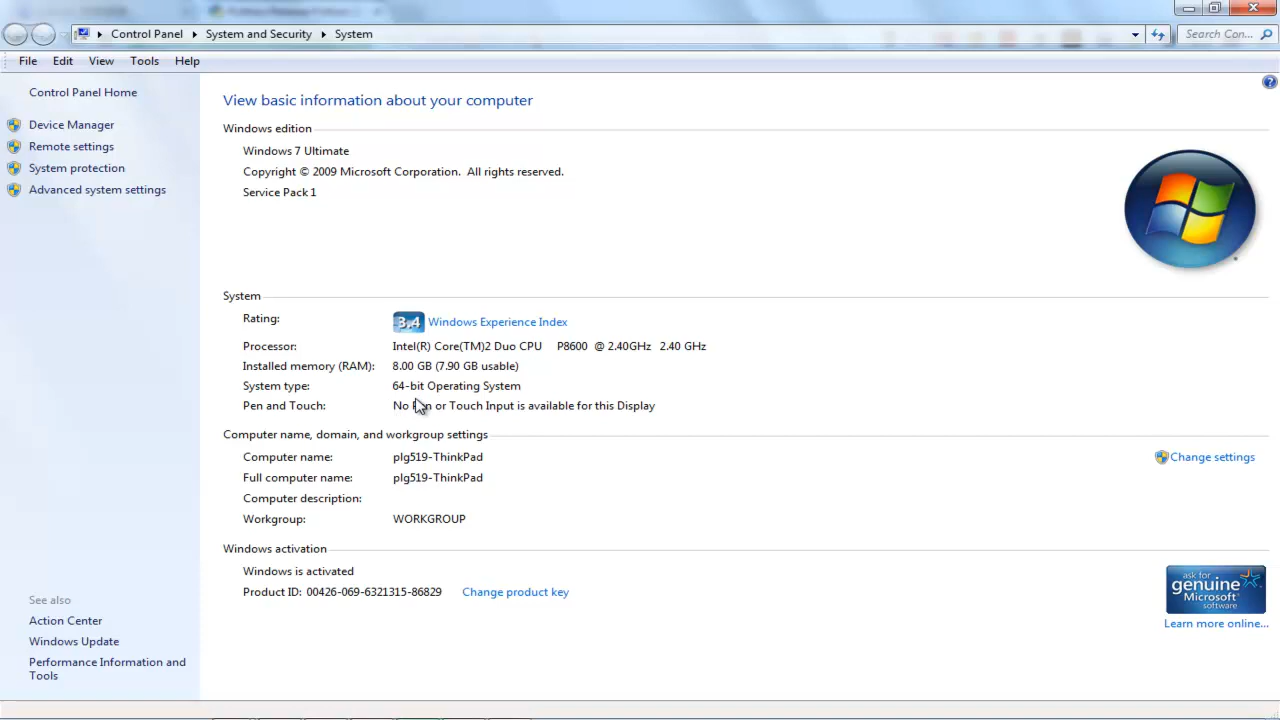 Control Panel System and Security System
Search Con...
File Edit View Tools Help
Control Panel Home
Device Manager
Remote settings
System protection
Advanced system settings
View basic information about your computer
Windows edition
Windows 7 Ultimate
Copyright © 2009 Microsoft Corporation. All rights reserved.
Service Pack 1
System
Rating: 3.4 Windows Experience Index
Processor: Intel(R) Core(TM)2 Duo CPU P8600 @ 2.40GHz 2.40 GHz
Installed memory (RAM): 8.00 GB (7.90 GB usable)
System type: 64-bit Operating System
Pen and Touch: No Pen or Touch Input is available for this Display
Computer name, domain, and workgroup settings
Computer name: plg519-ThinkPad
Change settings
Full computer name: plg519-ThinkPad
Computer description:
Workgroup: WORKGROUP
Windows activation
Windows is activated
Product ID: 00426-069-6321315-86829 Change product key
ask for
genuine
Microsoft
software
Learn more online...
See also
Action Center
Windows Update
Performance Information and
Tools